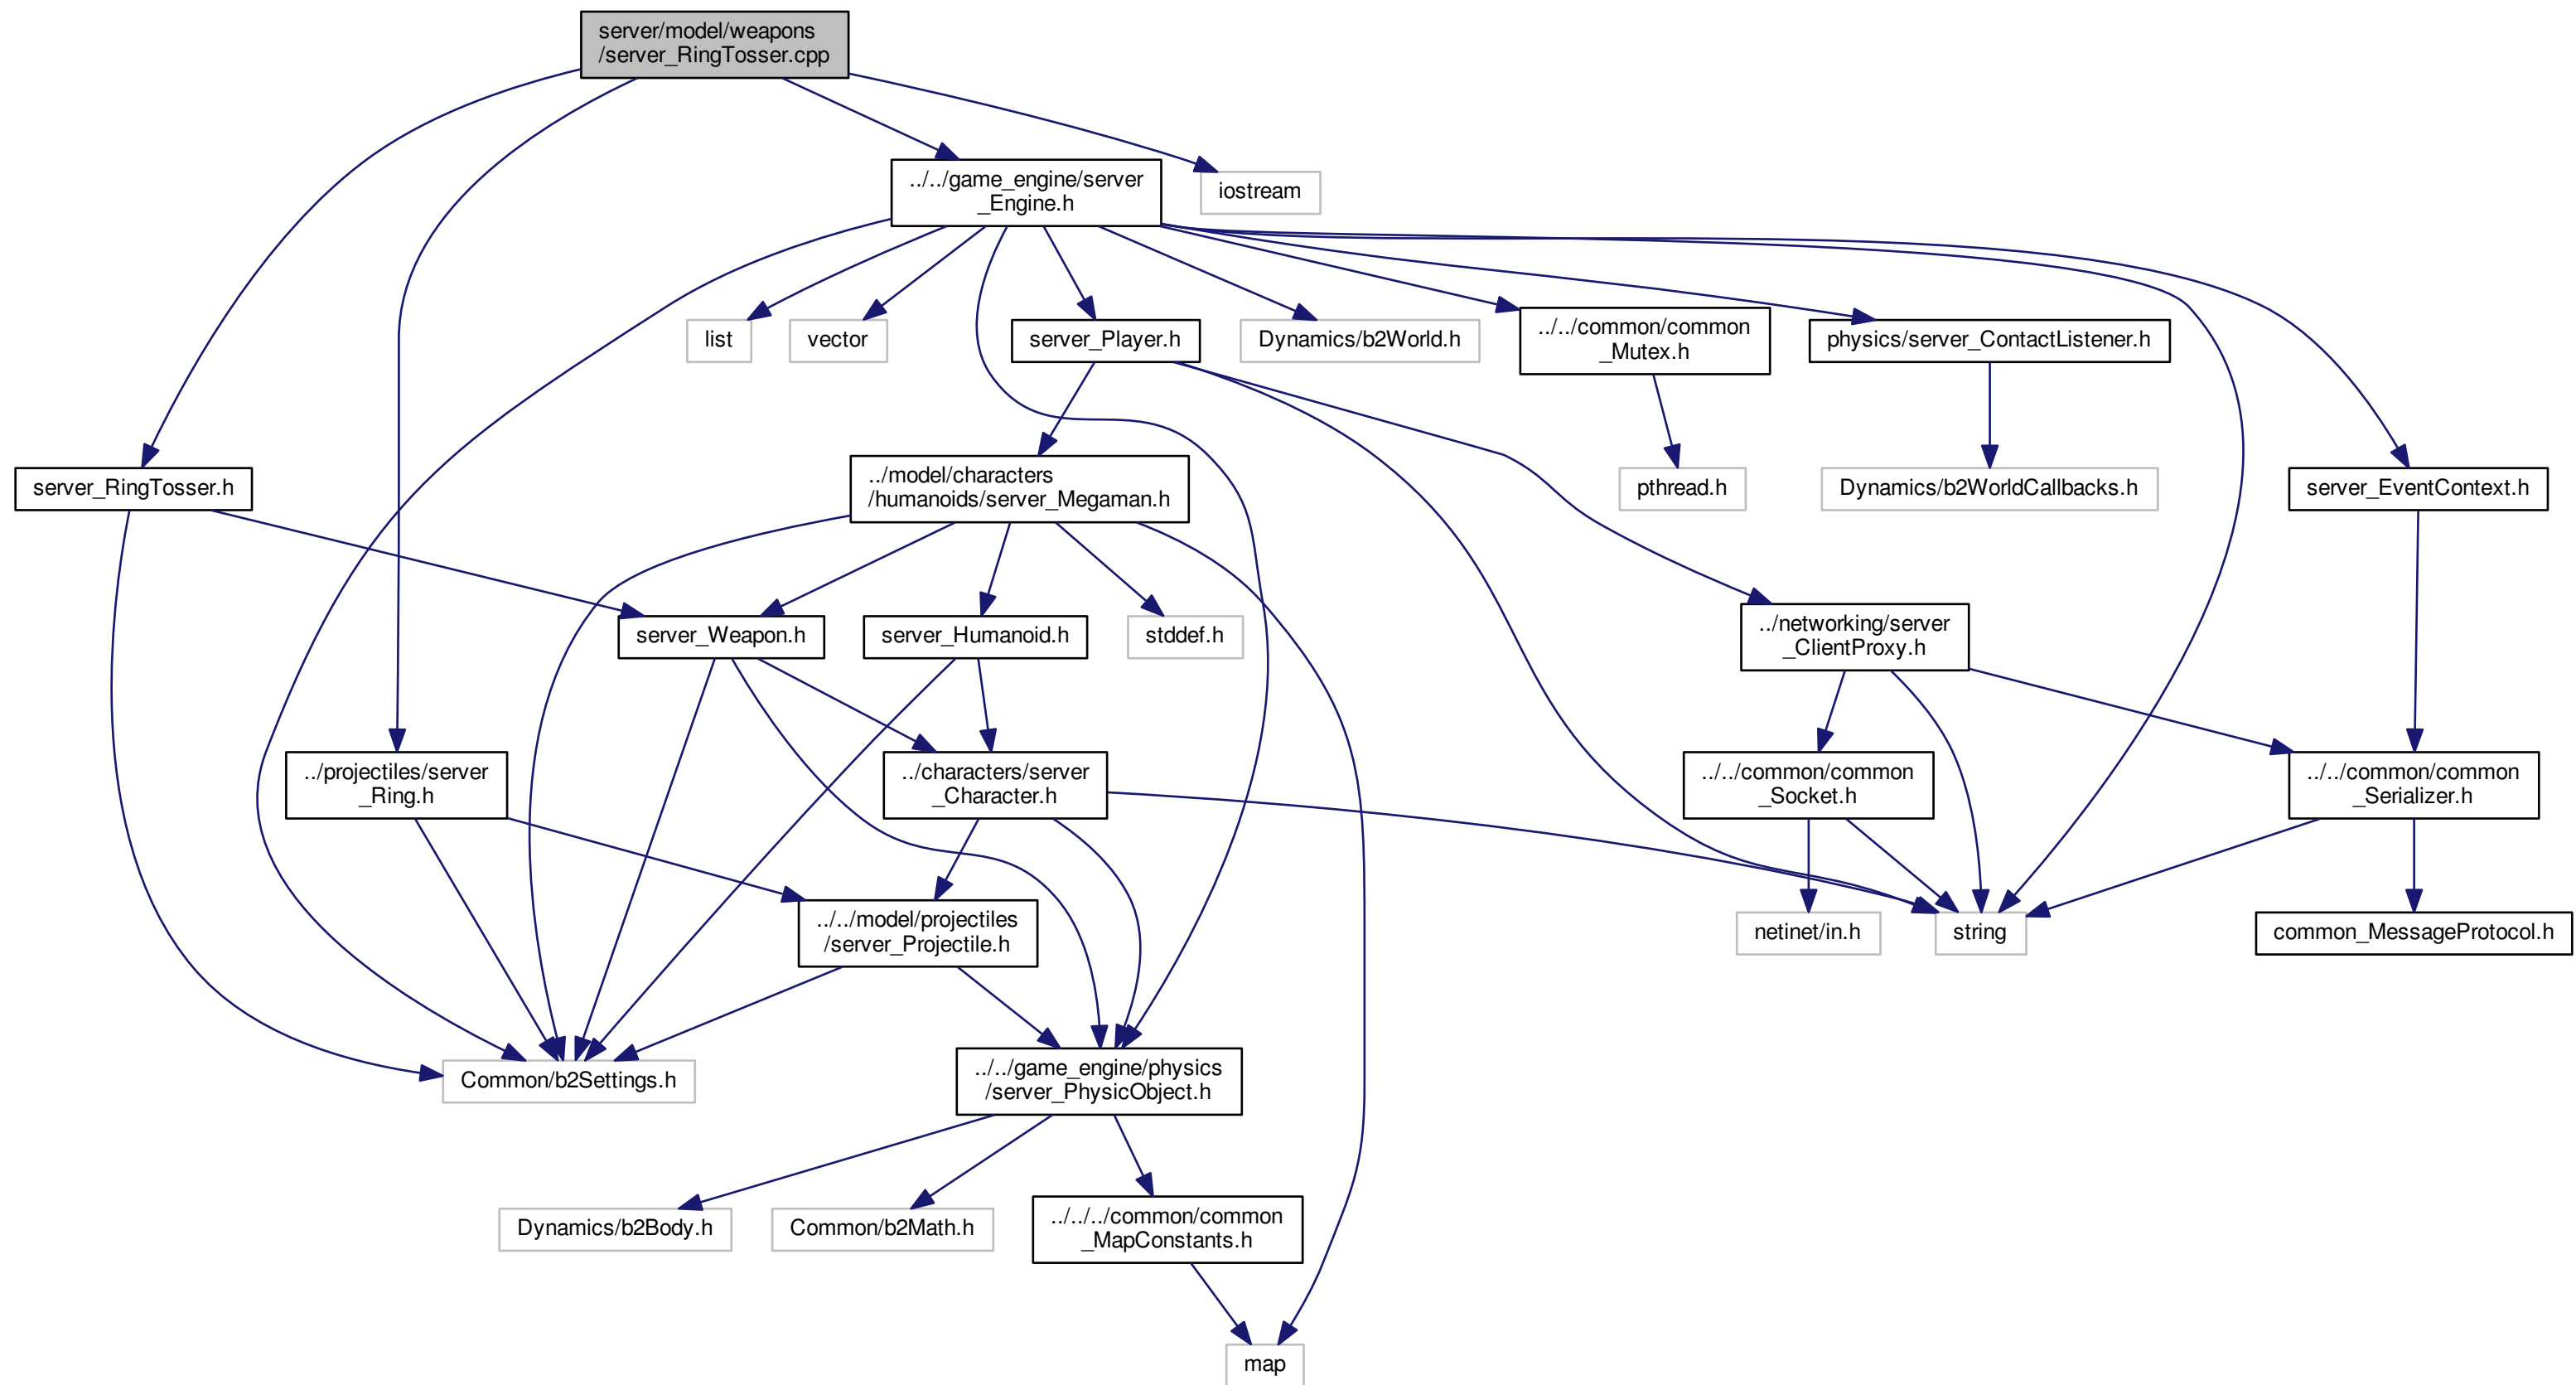 server/model/weapons
/server_RingTosser.cpp
../../game_engine/server
_Engine.h
iostream
list
vector
server_Player.h
Dynamics/b2World.h
../../common/common
_Mutex.h
physics/server_ContactListener.h
server_RingTosser.h
../model/characters
/humanoids/server_Megaman.h
pthread.h
Dynamics/b2WorldCallbacks.h
server_EventContext.h
server_Weapon.h
server_Humanoid.h
stddef.h
../networking/server
_ClientProxy.h
../projectiles/server
_Ring.h
../characters/server
_Character.h
../../common/common
_Socket.h
../../common/common
_Serializer.h
../../model/projectiles
/server_Projectile.h
netinet/in.h
string
common_MessageProtocol.h
Common/b2Settings.h
../../game_engine/physics
/server_PhysicObject.h
Dynamics/b2Body.h
Common/b2Math.h
../../../common/common
_MapConstants.h
map